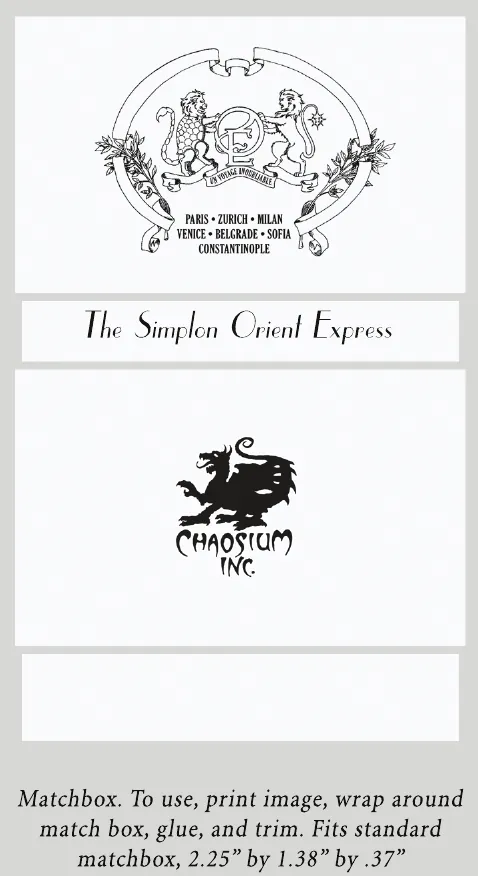 UN VOYAGE INOUBLIABLE
PARIS • ZURICH • MILAN
VENICE • BELGRADE • SOFIA
CONSTANTINOPLE
The Simplon Orient Express
CHAOSIUM
INC.
Matchbox. To use, print image, wrap around
match box, glue, and trim. Fits standard
matchbox, 2.25” by 1.38” by .37”